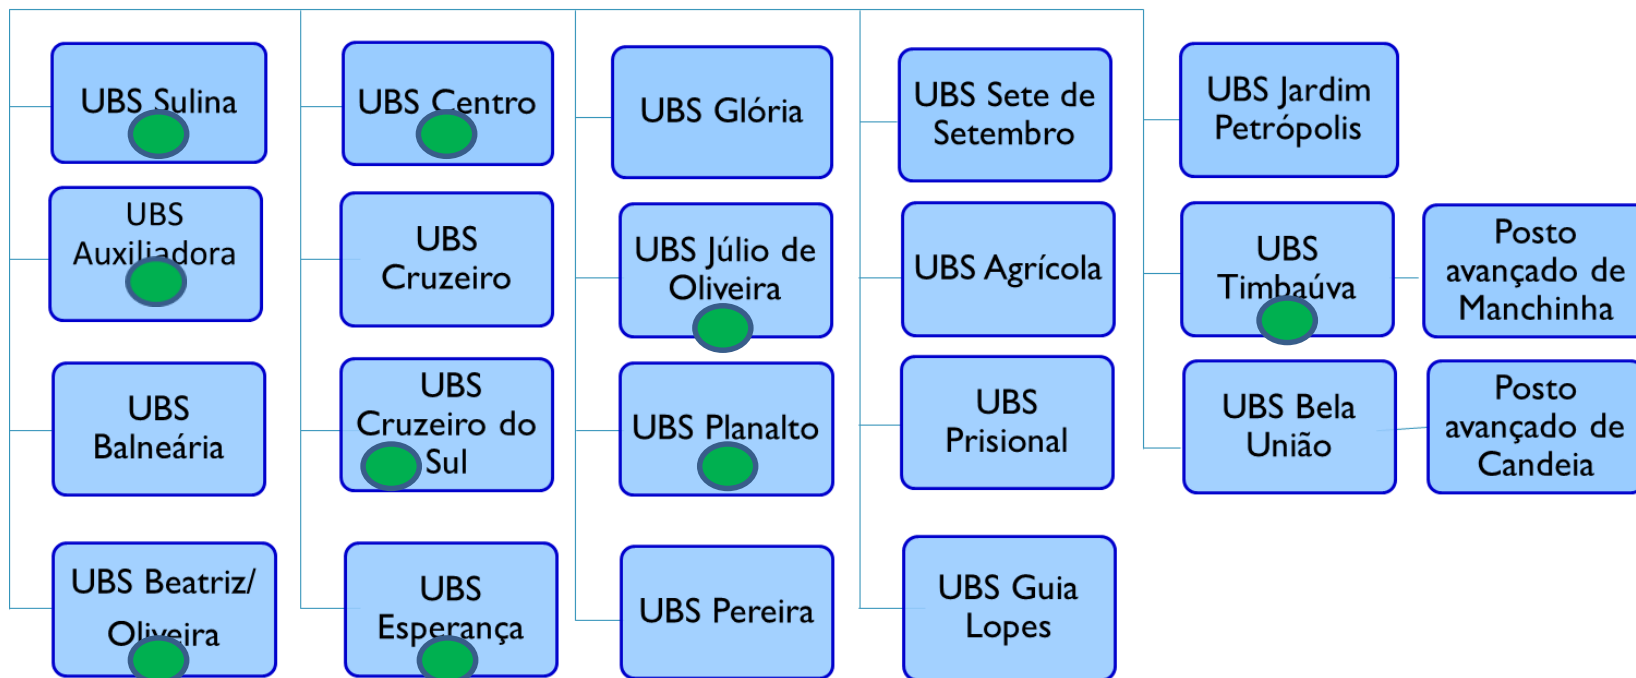 UBS Sulina
UBS Centro
UBS Glória
UBS Sete de
Setembro
UBS Jardim
Petrópolis
UBS
Auxiliadora
UBS
Cruzeiro
UBS Júlio de
Oliveira
UBS Agrícola
UBS
Timbaúva
Posto
avançado de
Manchinha
UBS
Balneária
UBS
Cruzeiro do
Sul
UBS Planalto
UBS
Prisional
UBS Bela
União
Posto
avançado de
Candeia
UBS Beatriz/
Oliveira
UBS
Esperança
UBS Pereira
UBS Guia
Lopes